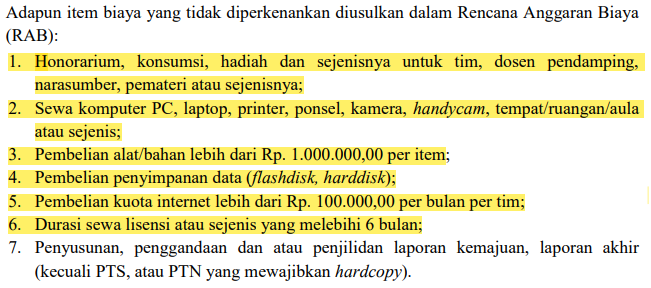 Adapun item biaya yang tidak diperkenankan diusulkan dalam Rencana Anggaran Biaya
(RAB):
1. Honorarium, konsumsi, hadiah dan sejenisnya untuk tim, dosen pendamping,
narasumber, pemateri atau sejenisnya;
2. Sewa komputer PC, laptop, printer, ponsel, kamera, handycam, tempat/ruangan/aula
atau sejenis;
3. Pembelian alat/bahan lebih dari Rp. 1.000.000,00 per item;
4. Pembelian penyimpanan data (flashdisk, harddisk);
5. Pembelian kuota internet lebih dari Rp. 100.000,00 per bulan per tim;
6. Durasi sewa lisensi atau sejenis yang melebihi 6 bulan;
7. Penyusunan, penggandaan dan atau penjilidan laporan kemajuan, laporan akhir
(kecuali PTS, atau PTN yang mewajibkan hardcopy).